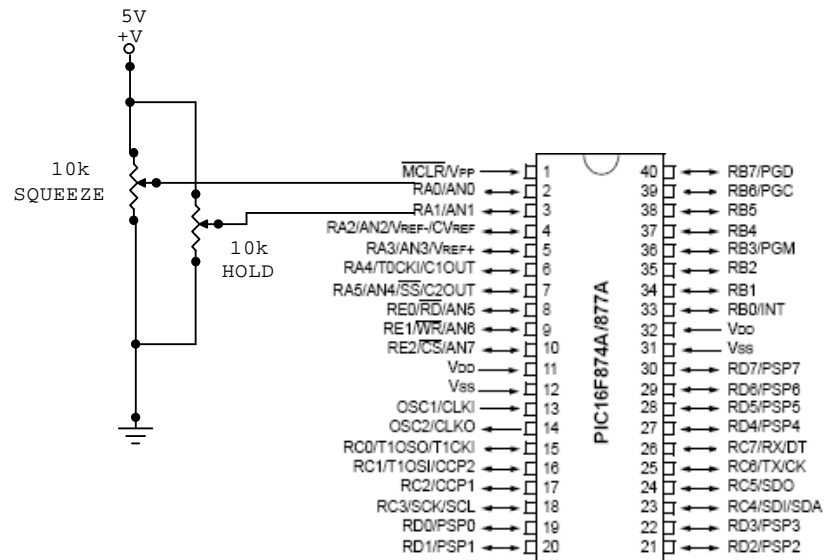 5V
+V
10k
SQUEEZE
10k
HOLD
MCLR/VPP 1
RA0/AN0 2
RA1/AN1 3
RA2/AN2/VREF-/CVREF 4
RA3/AN3/VREF+ 5
RA4/T0CKI/C1OUT 6
RA5/AN4/SS/C2OUT 7
RE0/RD/AN5 8
RE1/WR/AN6 9
RE2/CS/AN7 10
VDD 11
VSS 12
OSC1/CLKI 13
OSC2/CLKO 14
RC0/T1OSO/T1CKI 15
RC1/T1OSI/CCP2 16
RC2/CCP1 17
RC3/SCK/SCL 18
RD0/PSP0 19
RD1/PSP1 20
PIC16F874A/877A
40 RB7/PGD
39 RB6/PGC
38 RB5
37 RB4
36 RB3/PGM
35 RB2
34 RB1
33 RB0/INT
32 VDD
31 VSS
30 RD7/PSP7
29 RD6/PSP6
28 RD5/PSP5
27 RD4/PSP4
26 RC7/RX/DT
25 RC6/TX/CK
24 RC5/SDO
23 RC4/SDI/SDA
22 RD3/PSP3
21 RD2/PSP2